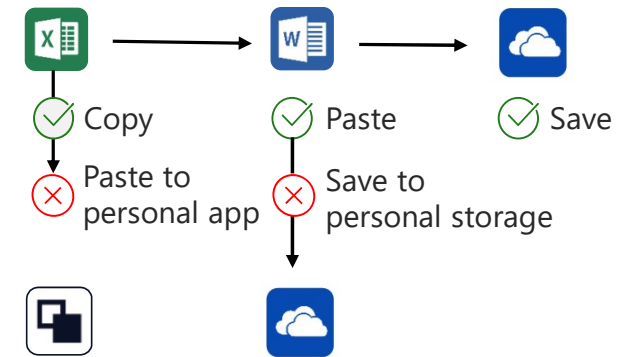 X
W
Copy
Paste
Save
Paste to
personal app
Save to
personal storage